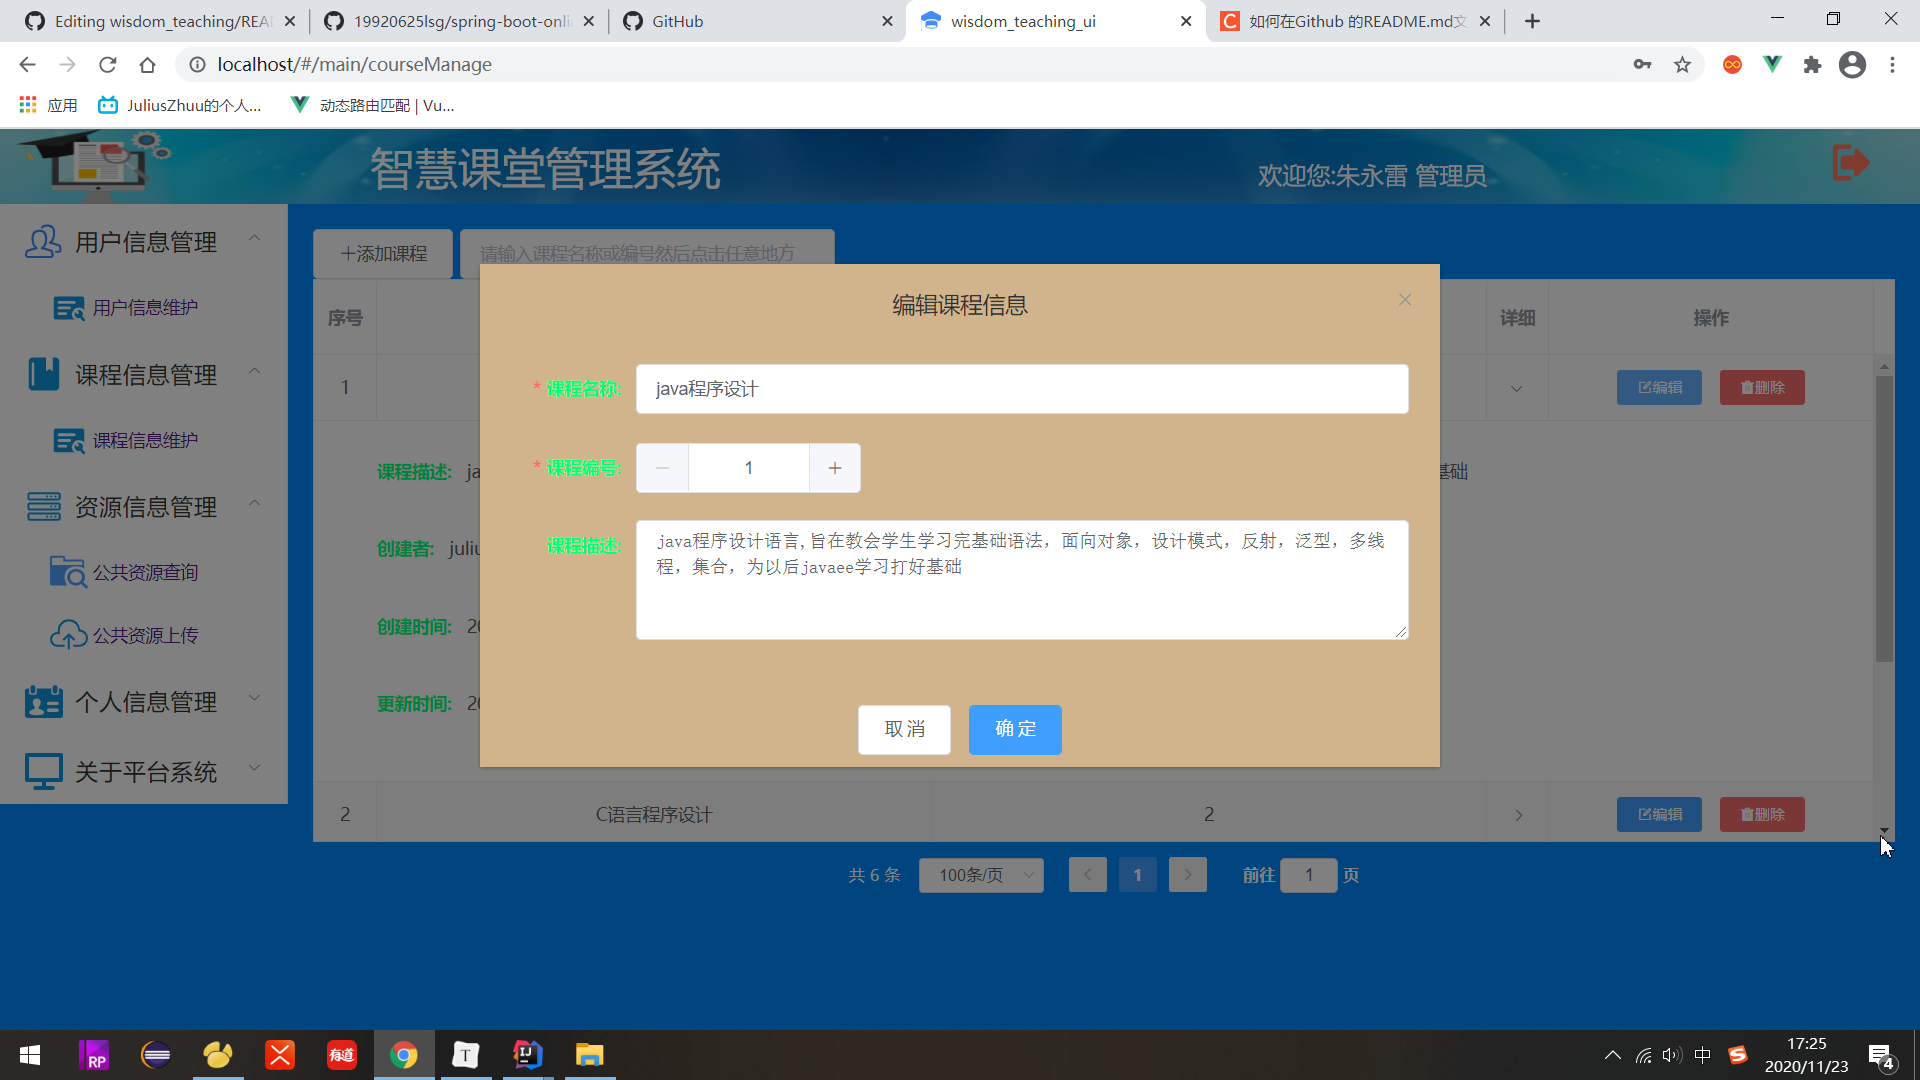 Editing wisdom_teaching/REA
19920625lsg/spring-boot-onli
GitHub
wisdom_teaching_ui
如何在Github 的README.md文
localhost/#/main/courseManage
应用
JuliusZhuu的个人...
动态路由匹配 | Vu...
智慧课堂管理系统
欢迎您:朱永雷 管理员
用户信息管理
用户信息维护
课程信息管理
课程信息维护
资源信息管理
公共资源查询
公共资源上传
个人信息管理
关于平台系统
+添加课程
请输入课程名称或编号然后点击任意地方
序号
详细
操作
1
编辑
删除
课程描述: ja
基础
创建者: juliu
创建时间: 20
更新时间: 20
编辑课程信息
* 课程名称:
java程序设计
* 课程编号:
1
课程描述:
java程序设计语言,旨在教会学生学习完基础语法，面向对象，设计模式，反射，泛型，多线
程，集合，为以后javaee学习打好基础
取消
确定
2
C语言程序设计
2
编辑
删除
共 6 条
100条/页
1
前往
1
页
RP
有道
T
IJ
中
17:25
2020/11/23
4